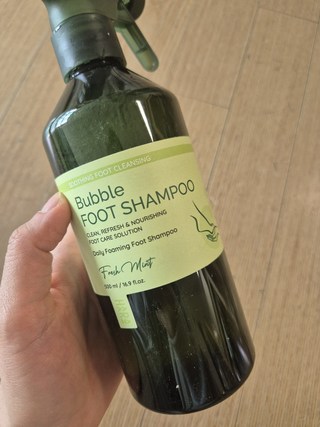 SOOTHING FOOT CLEANSING
Bubble
FOOT SHAMPOO
CLEAN, REFRESH & NOURISHING
FOOT CARE SOLUTION
Daily Foaming Foot Shampoo
Fresh Mint
500 ml / 16.9 fl.oz.